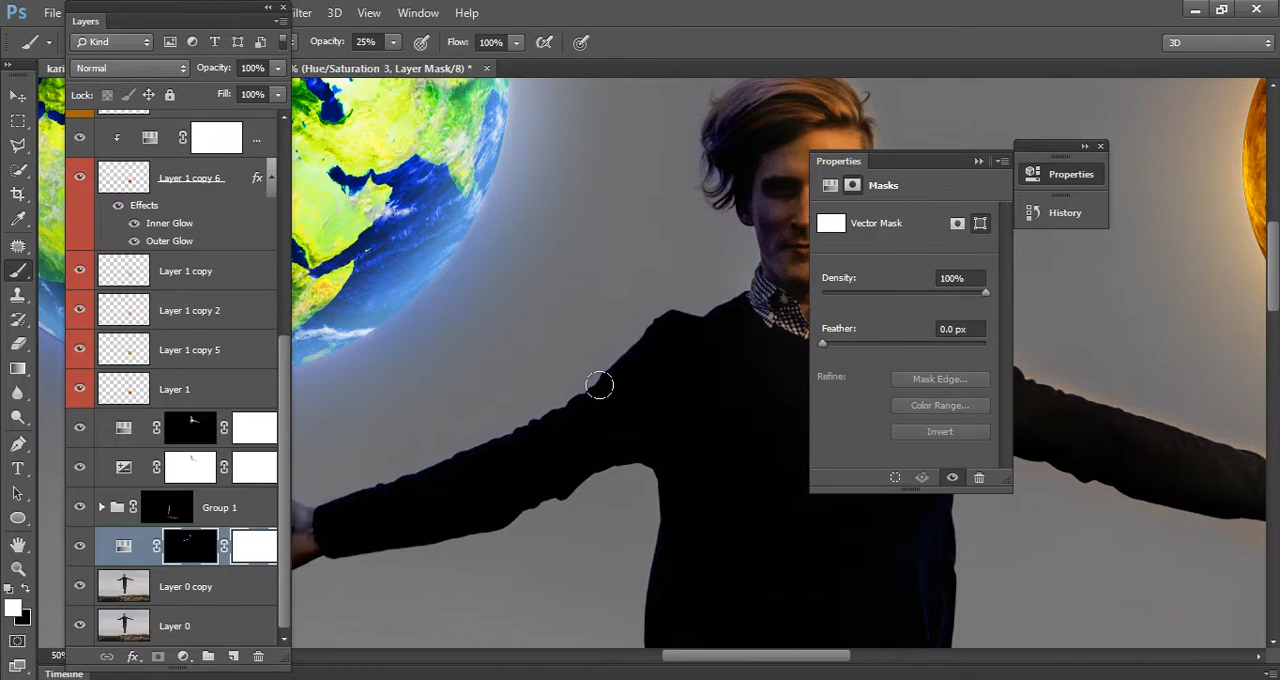 Ps File ilter 3D View Window Help
Layers
Opacity: 25% Flow: 100% 3D
Kind
kari % (Hue/Saturation 3, Layer Mask/8) * ×
Normal Opacity: 100%
Lock: Fill: 100%
...
Layer 1 copy 6 fx
Effects
Inner Glow
Outer Glow
Layer 1 copy
Layer 1 copy 2
Layer 1 copy 5
Layer 1
Group 1
Layer 0 copy
Layer 0
fx
50%
Timeline
Properties
Masks
Vector Mask
Density: 100%
Feather: 0.0 px
Refine: Mask Edge...
Color Range...
Invert
Properties
History